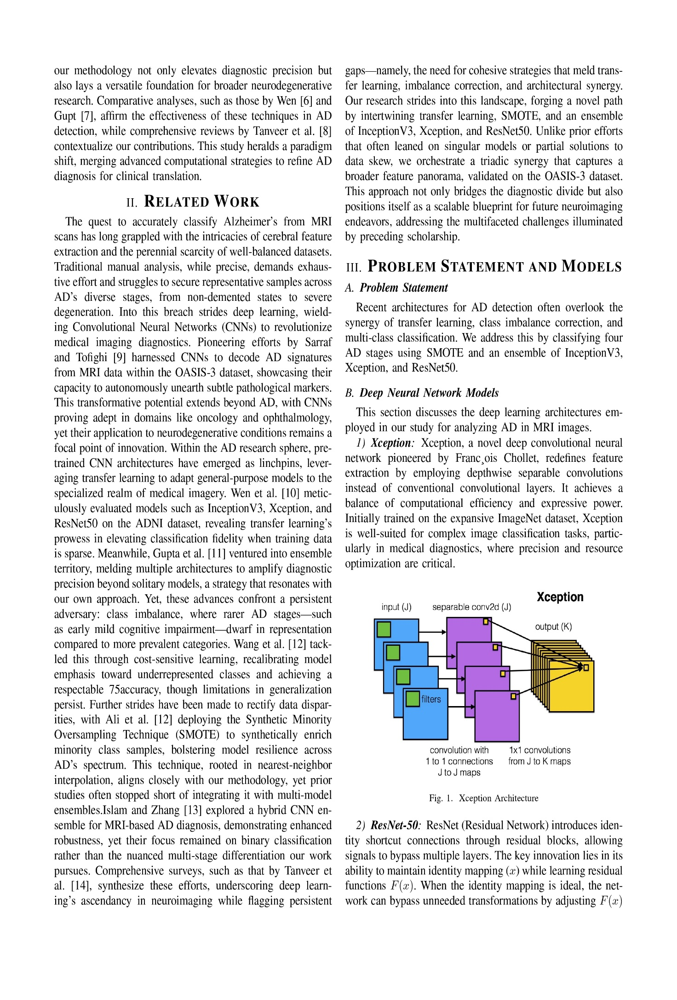 our methodology not only elevates diagnostic precision but
also lays a versatile foundation for broader neurodegenerative
research. Comparative analyses, such as those by Wen [6] and
Gupt [7], affirm the effectiveness of these techniques in AD
detection, while comprehensive reviews by Tanveer et al. [8]
contextualize our contributions. This study heralds a paradigm
shift, merging advanced computational strategies to refine AD
diagnosis for clinical translation.
II. RELATED WORK
The quest to accurately classify Alzheimer's from MRI
scans has long grappled with the intricacies of cerebral feature
extraction and the perennial scarcity of well-balanced datasets.
Traditional manual analysis, while precise, demands exhaus-
tive effort and struggles to secure representative samples across
AD's diverse stages, from non-demented states to severe
degeneration. Into this breach strides deep learning, wield-
ing Convolutional Neural Networks (CNNs) to revolutionize
medical imaging diagnostics. Pioneering efforts by Sarraf
and Tofighi [9] harnessed CNNs to decode AD signatures
from MRI data within the OASIS-3 dataset, showcasing their
capacity to autonomously unearth subtle pathological markers.
This transformative potential extends beyond AD, with CNNs
proving adept in domains like oncology and ophthalmology,
yet their application to neurodegenerative conditions remains a
focal point of innovation. Within the AD research sphere, pre-
trained CNN architectures have emerged as linchpins, lever-
aging transfer learning to adapt general-purpose models to the
specialized realm of medical imagery. Wen et al. [10] metic-
ulously evaluated models such as InceptionV3, Xception, and
ResNet50 on the ADNI dataset, revealing transfer learning's
prowess in elevating classification fidelity when training data
is sparse. Meanwhile, Gupta et al. [11] ventured into ensemble
territory, melding multiple architectures to amplify diagnostic
precision beyond solitary models, a strategy that resonates with
our own approach. Yet, these advances confront a persistent
adversary: class imbalance, where rarer AD stages—such
as early mild cognitive impairment—dwarf in representation
compared to more prevalent categories. Wang et al. [12] tack-
led this through cost-sensitive learning, recalibrating model
emphasis toward underrepresented classes and achieving a
respectable 75accuracy, though limitations in generalization
persist. Further strides have been made to rectify data dispar-
ities, with Ali et al. [12] deploying the Synthetic Minority
Oversampling Technique (SMOTE) to synthetically enrich
minority class samples, bolstering model resilience across
AD's spectrum. This technique, rooted in nearest-neighbor
interpolation, aligns closely with our methodology, yet prior
studies often stopped short of integrating it with multi-model
ensembles.Islam and Zhang [13] explored a hybrid CNN en-
semble for MRI-based AD diagnosis, demonstrating enhanced
robustness, yet their focus remained on binary classification
rather than the nuanced multi-stage differentiation our work
pursues. Comprehensive surveys, such as that by Tanveer et
al. [14], synthesize these efforts, underscoring deep learn-
ing's ascendancy in neuroimaging while flagging persistent
gaps—namely, the need for cohesive strategies that meld trans-
fer learning, imbalance correction, and architectural synergy.
Our research strides into this landscape, forging a novel path
by intertwining transfer learning, SMOTE, and an ensemble
of InceptionV3, Xception, and ResNet50. Unlike prior efforts
that often leaned on singular models or partial solutions to
data skew, we orchestrate a triadic synergy that captures a
broader feature panorama, validated on the OASIS-3 dataset.
This approach not only bridges the diagnostic divide but also
positions itself as a scalable blueprint for future neuroimaging
endeavors, addressing the multifaceted challenges illuminated
by preceding scholarship.
III. PROBLEM STATEMENT AND MODELS
A. Problem Statement
Recent architectures for AD detection often overlook the
synergy of transfer learning, class imbalance correction, and
multi-class classification. We address this by classifying four
AD stages using SMOTE and an ensemble of InceptionV3,
Xception, and ResNet50.
B. Deep Neural Network Models
This section discusses the deep learning architectures em-
ployed in our study for analyzing AD in MRI images.
1) Xception: Xception, a novel deep convolutional neural
network pioneered by Franc¸ois Chollet, redefines feature
extraction by employing depthwise separable convolutions
instead of conventional convolutional layers. It achieves a
balance of computational efficiency and expressive power.
Initially trained on the expansive ImageNet dataset, Xception
is well-suited for complex image classification tasks, partic-
ularly in medical diagnostics, where precision and resource
optimization are critical.
Xception
input (J)
separable conv2d (J)
output (K)
filters
convolution with
1 to 1 connections
J to J maps
1x1 convolutions
from J to K maps
Fig. 1. Xception Architecture
2) ResNet-50: ResNet (Residual Network) introduces iden-
tity shortcut connections through residual blocks, allowing
signals to bypass multiple layers. The key innovation lies in its
ability to maintain identity mapping (x) while learning residual
functions F(x). When the identity mapping is ideal, the net-
work can bypass unneeded transformations by adjusting F(x)